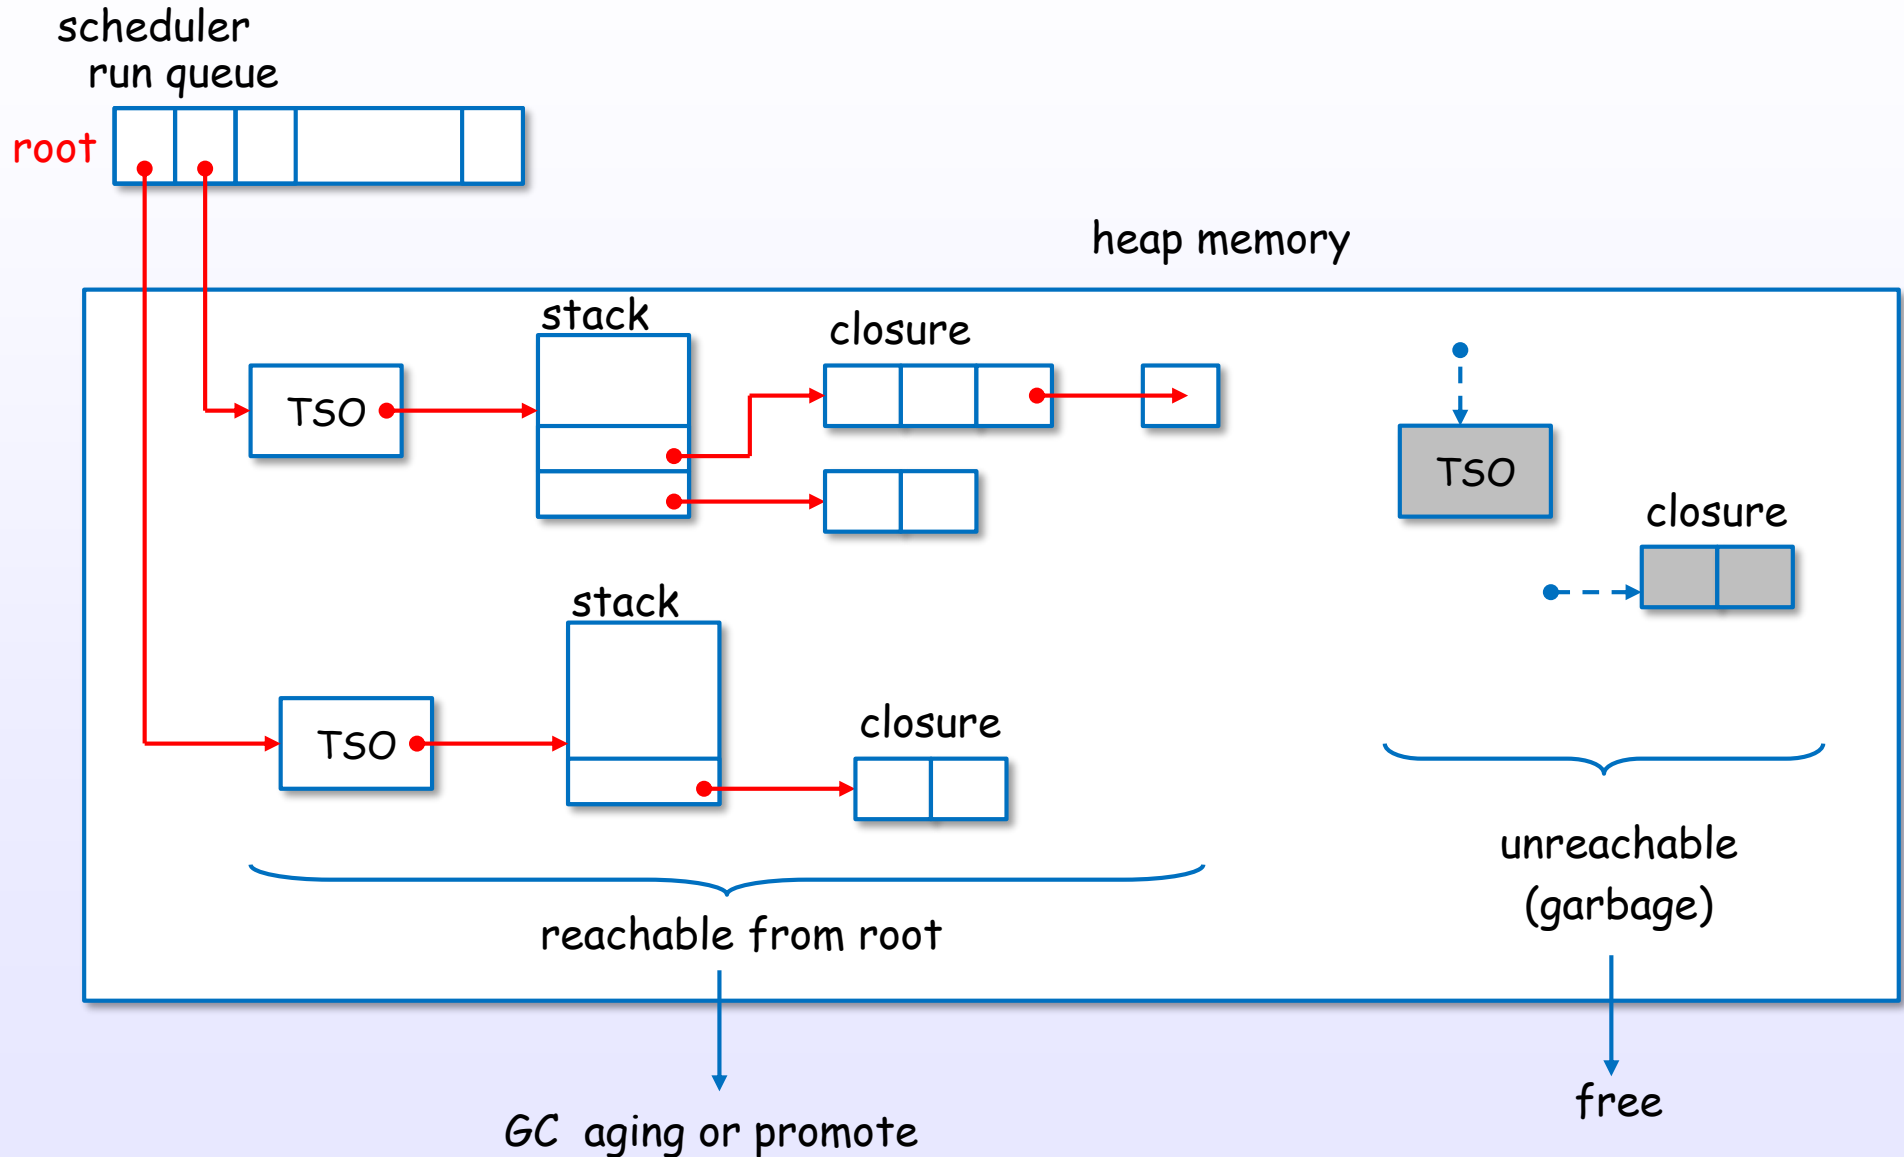 scheduler
run queue
root
heap memory
stack
closure
TSO
TSO
closure
stack
closure
TSO
unreachable
(garbage)
reachable from root
free
GC aging or promote